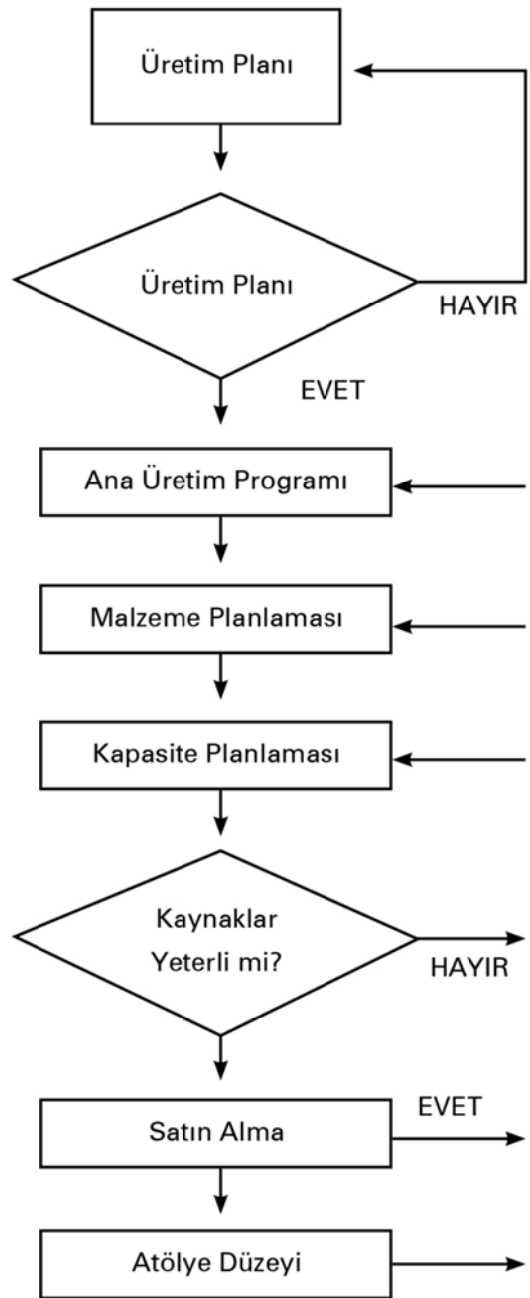 Üretim Planı
Üretim Planı
HAYIR
EVET
Ana Üretim Programı
Malzeme Planlaması
Kapasite Planlaması
Kaynaklar
Yeterli mi?
HAYIR
EVET
Satın Alma
Atölye Düzeyi